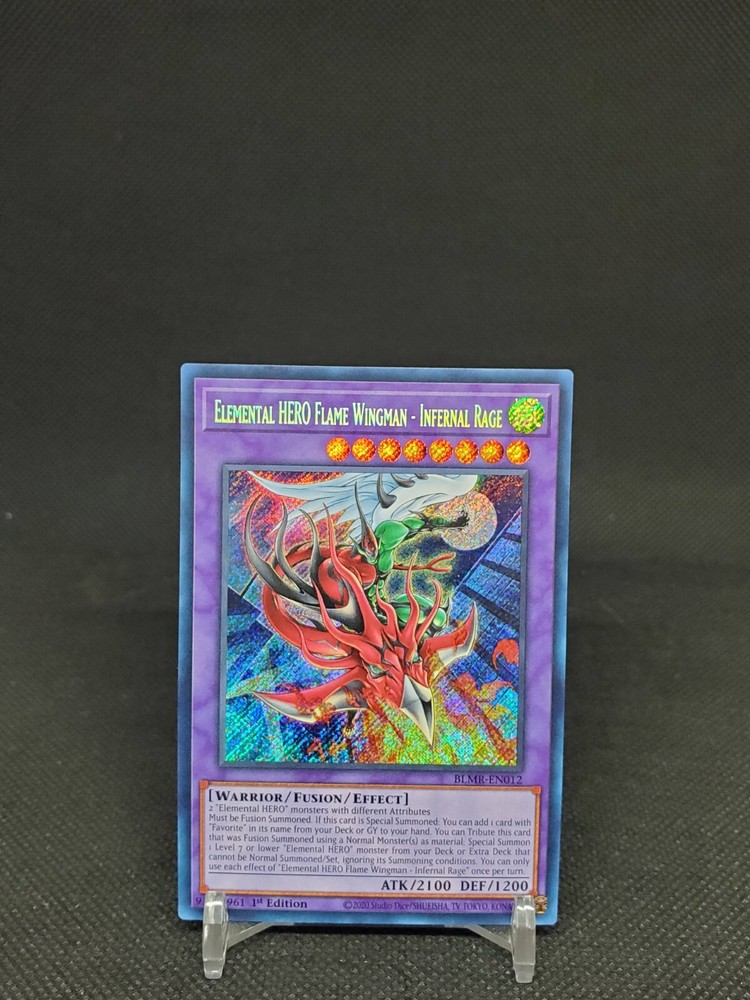 ELEMENTAL HERO FLAME WINGMAN - INFERNAL RAGE
BLMR-EN012
[WARRIOR/FUSION/EFFECT]
2 "Elemental HERO" monsters with different Attributes
Must be Fusion Summoned. If this card is Special Summoned: You can add 1 card with
"Favorite" in its name from your Deck or GY to your hand. You can Tribute this card
that was Fusion Summoned using a Normal Monster(s) as material; Special Summon
1 Level 7 or lower "Elemental HERO" monster from your Deck or Extra Deck that
cannot be Normal Summoned/Set, ignoring its Summoning conditions. You can only
use each effect of "Elemental HERO Flame Wingman - Infernal Rage" once per turn.
ATK/2100 DEF/1200
961 1st Edition ©2020 Studio Dice/SHUEISHA, TV TOKYO, KONA